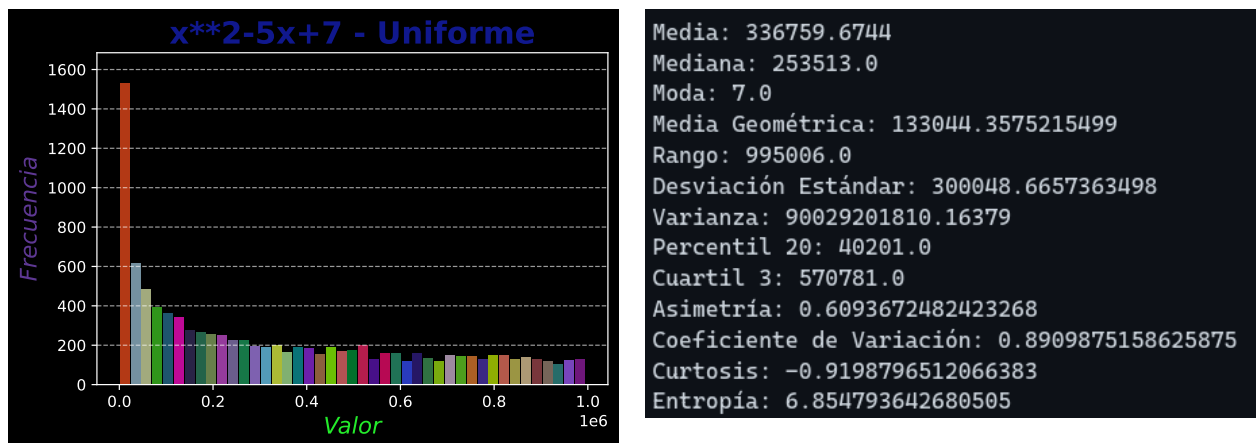 x**2-5x+7 - Uniforme
Frecuencia
1600
1400
1200
1000
800
600
400
200
0
0.0 0.2 0.4 0.6 0.8 1.0
1e6
Valor
Media: 336759.6744
Mediana: 253513.0
Moda: 7.0
Media Geométrica: 133044.3575215499
Rango: 995006.0
Desviación Estándar: 300048.6657363498
Varianza: 90029201810.16379
Percentil 20: 40201.0
Cuartil 3: 570781.0
Asimetría: 0.6093672482423268
Coeficiente de Variación: 0.8909875158625875
Curtosis: -0.9198796512066383
Entropía: 6.854793642680505